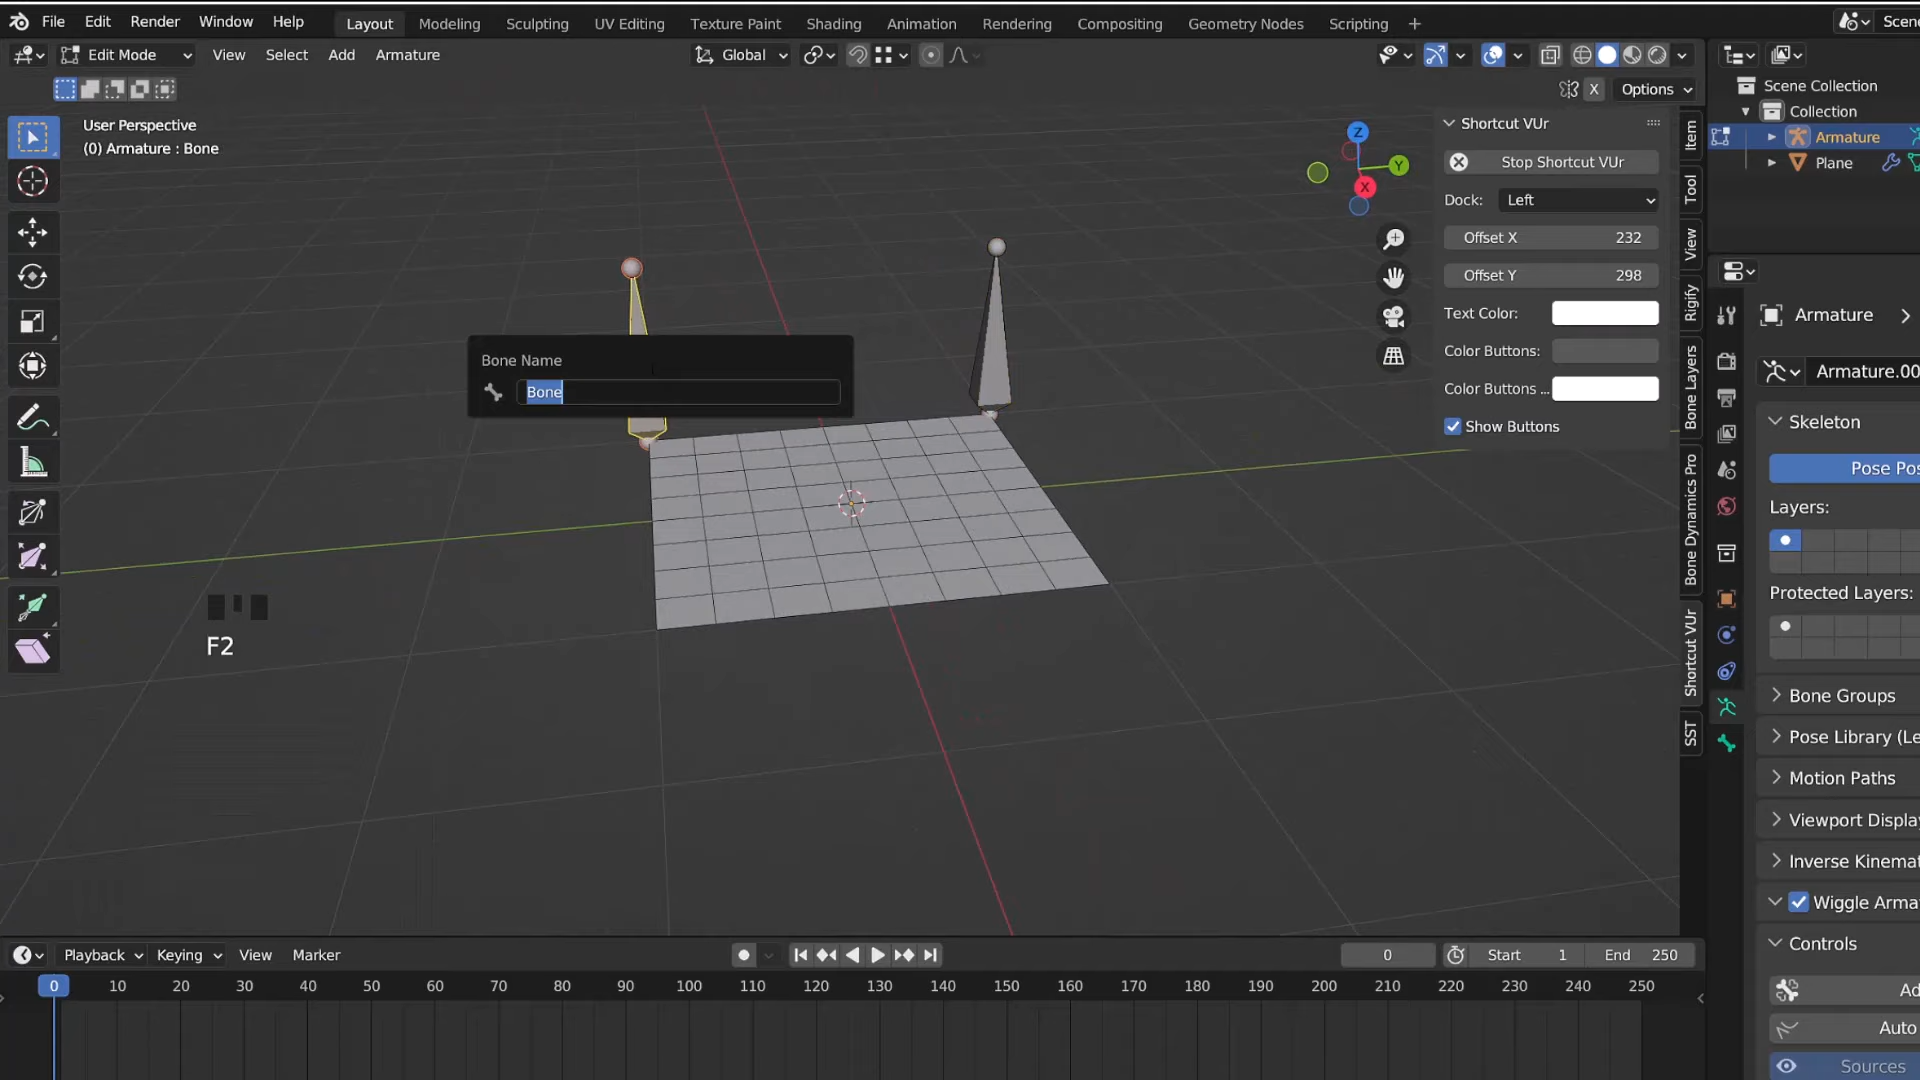 File Edit Render Window Help Layout Modeling Sculpting UV Editing Texture Paint Shading Animation Rendering Compositing Geometry Nodes Scripting + Scene
Edit Mode View Select Add Armature Global
X Options
User Perspective
(0) Armature : Bone
Z
Y
X
Shortcut VUr
Stop Shortcut VUr
Dock: Left
Offset X 232
Offset Y 298
Text Color:
Color Buttons:
Color Buttons ...
Show Buttons
Item
Tool
View
Rigify
Bone Layers
Bone Dynamics Pro
Shortcut VUr
SST
Bone Name
Bone
F2
Scene Collection
Collection
Armature
Plane
Armature
Armature.00
Skeleton
Pose Pos
Layers:
Protected Layers:
Bone Groups
Pose Library (Le
Motion Paths
Viewport Display
Inverse Kinemat
Wiggle Arma
Controls
Ad
Auto
Sources
Playback Keying View Marker 0 Start 1 End 250
0 10 20 30 40 50 60 70 80 90 100 110 120 130 140 150 160 170 180 190 200 210 220 230 240 250